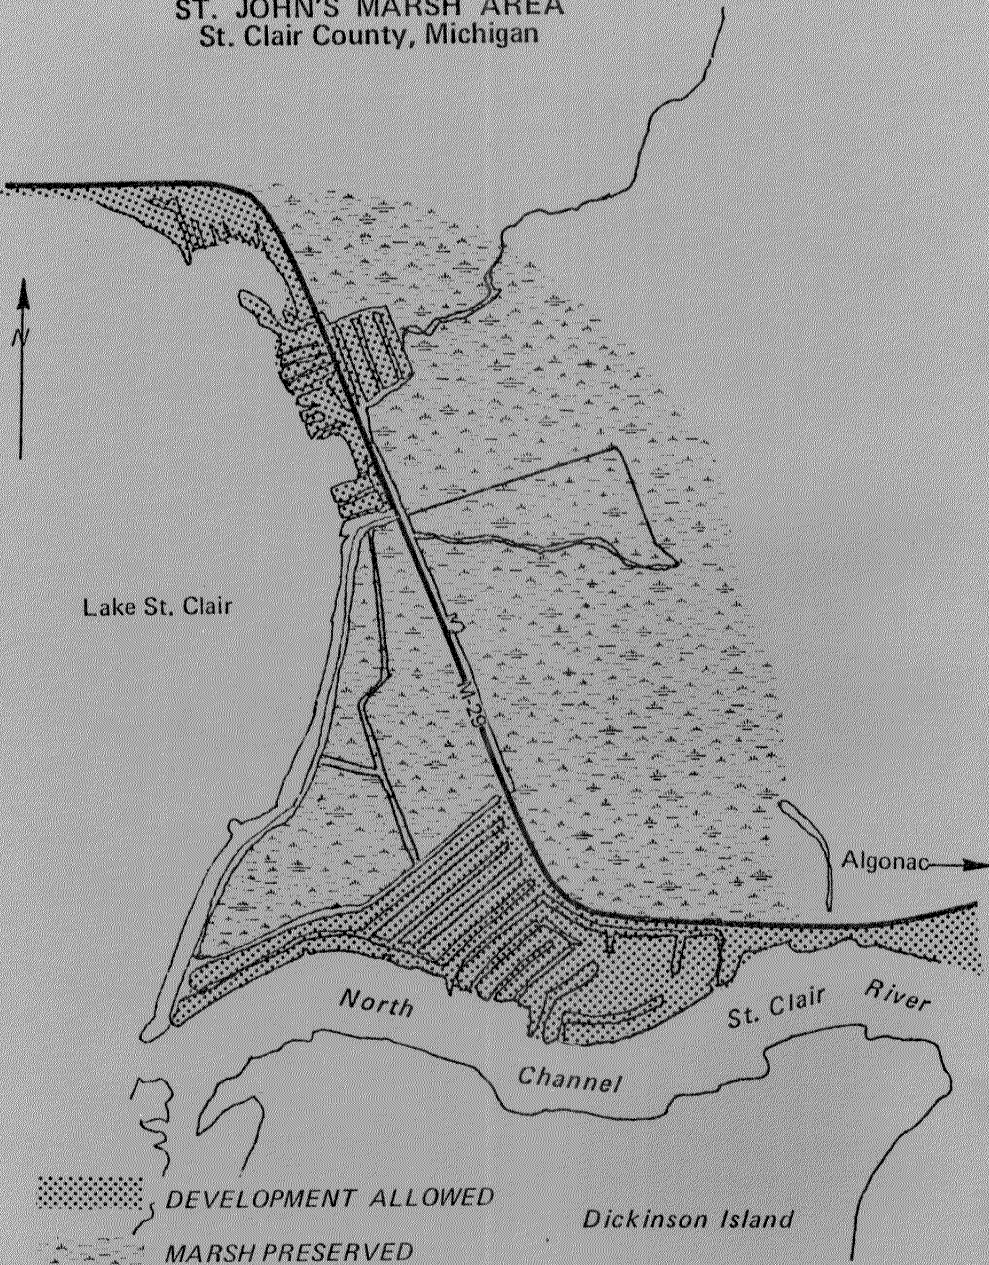 ST. JOHN'S MARSH AREA
St. Clair County, Michigan
N
Lake St. Clair
M-29
Algonac
North
Channel
St. Clair River
Dickinson Island
DEVELOPMENT ALLOWED
MARSH PRESERVED